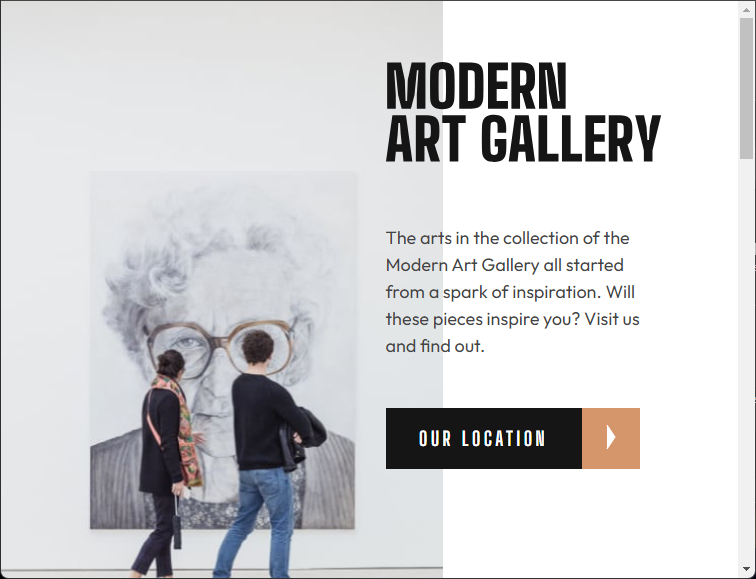 MODERN
ART GALLERY
The arts in the collection of the
Modern Art Gallery all started
from a spark of inspiration. Will
these pieces inspire you? Visit us
and find out.
OUR LOCATION